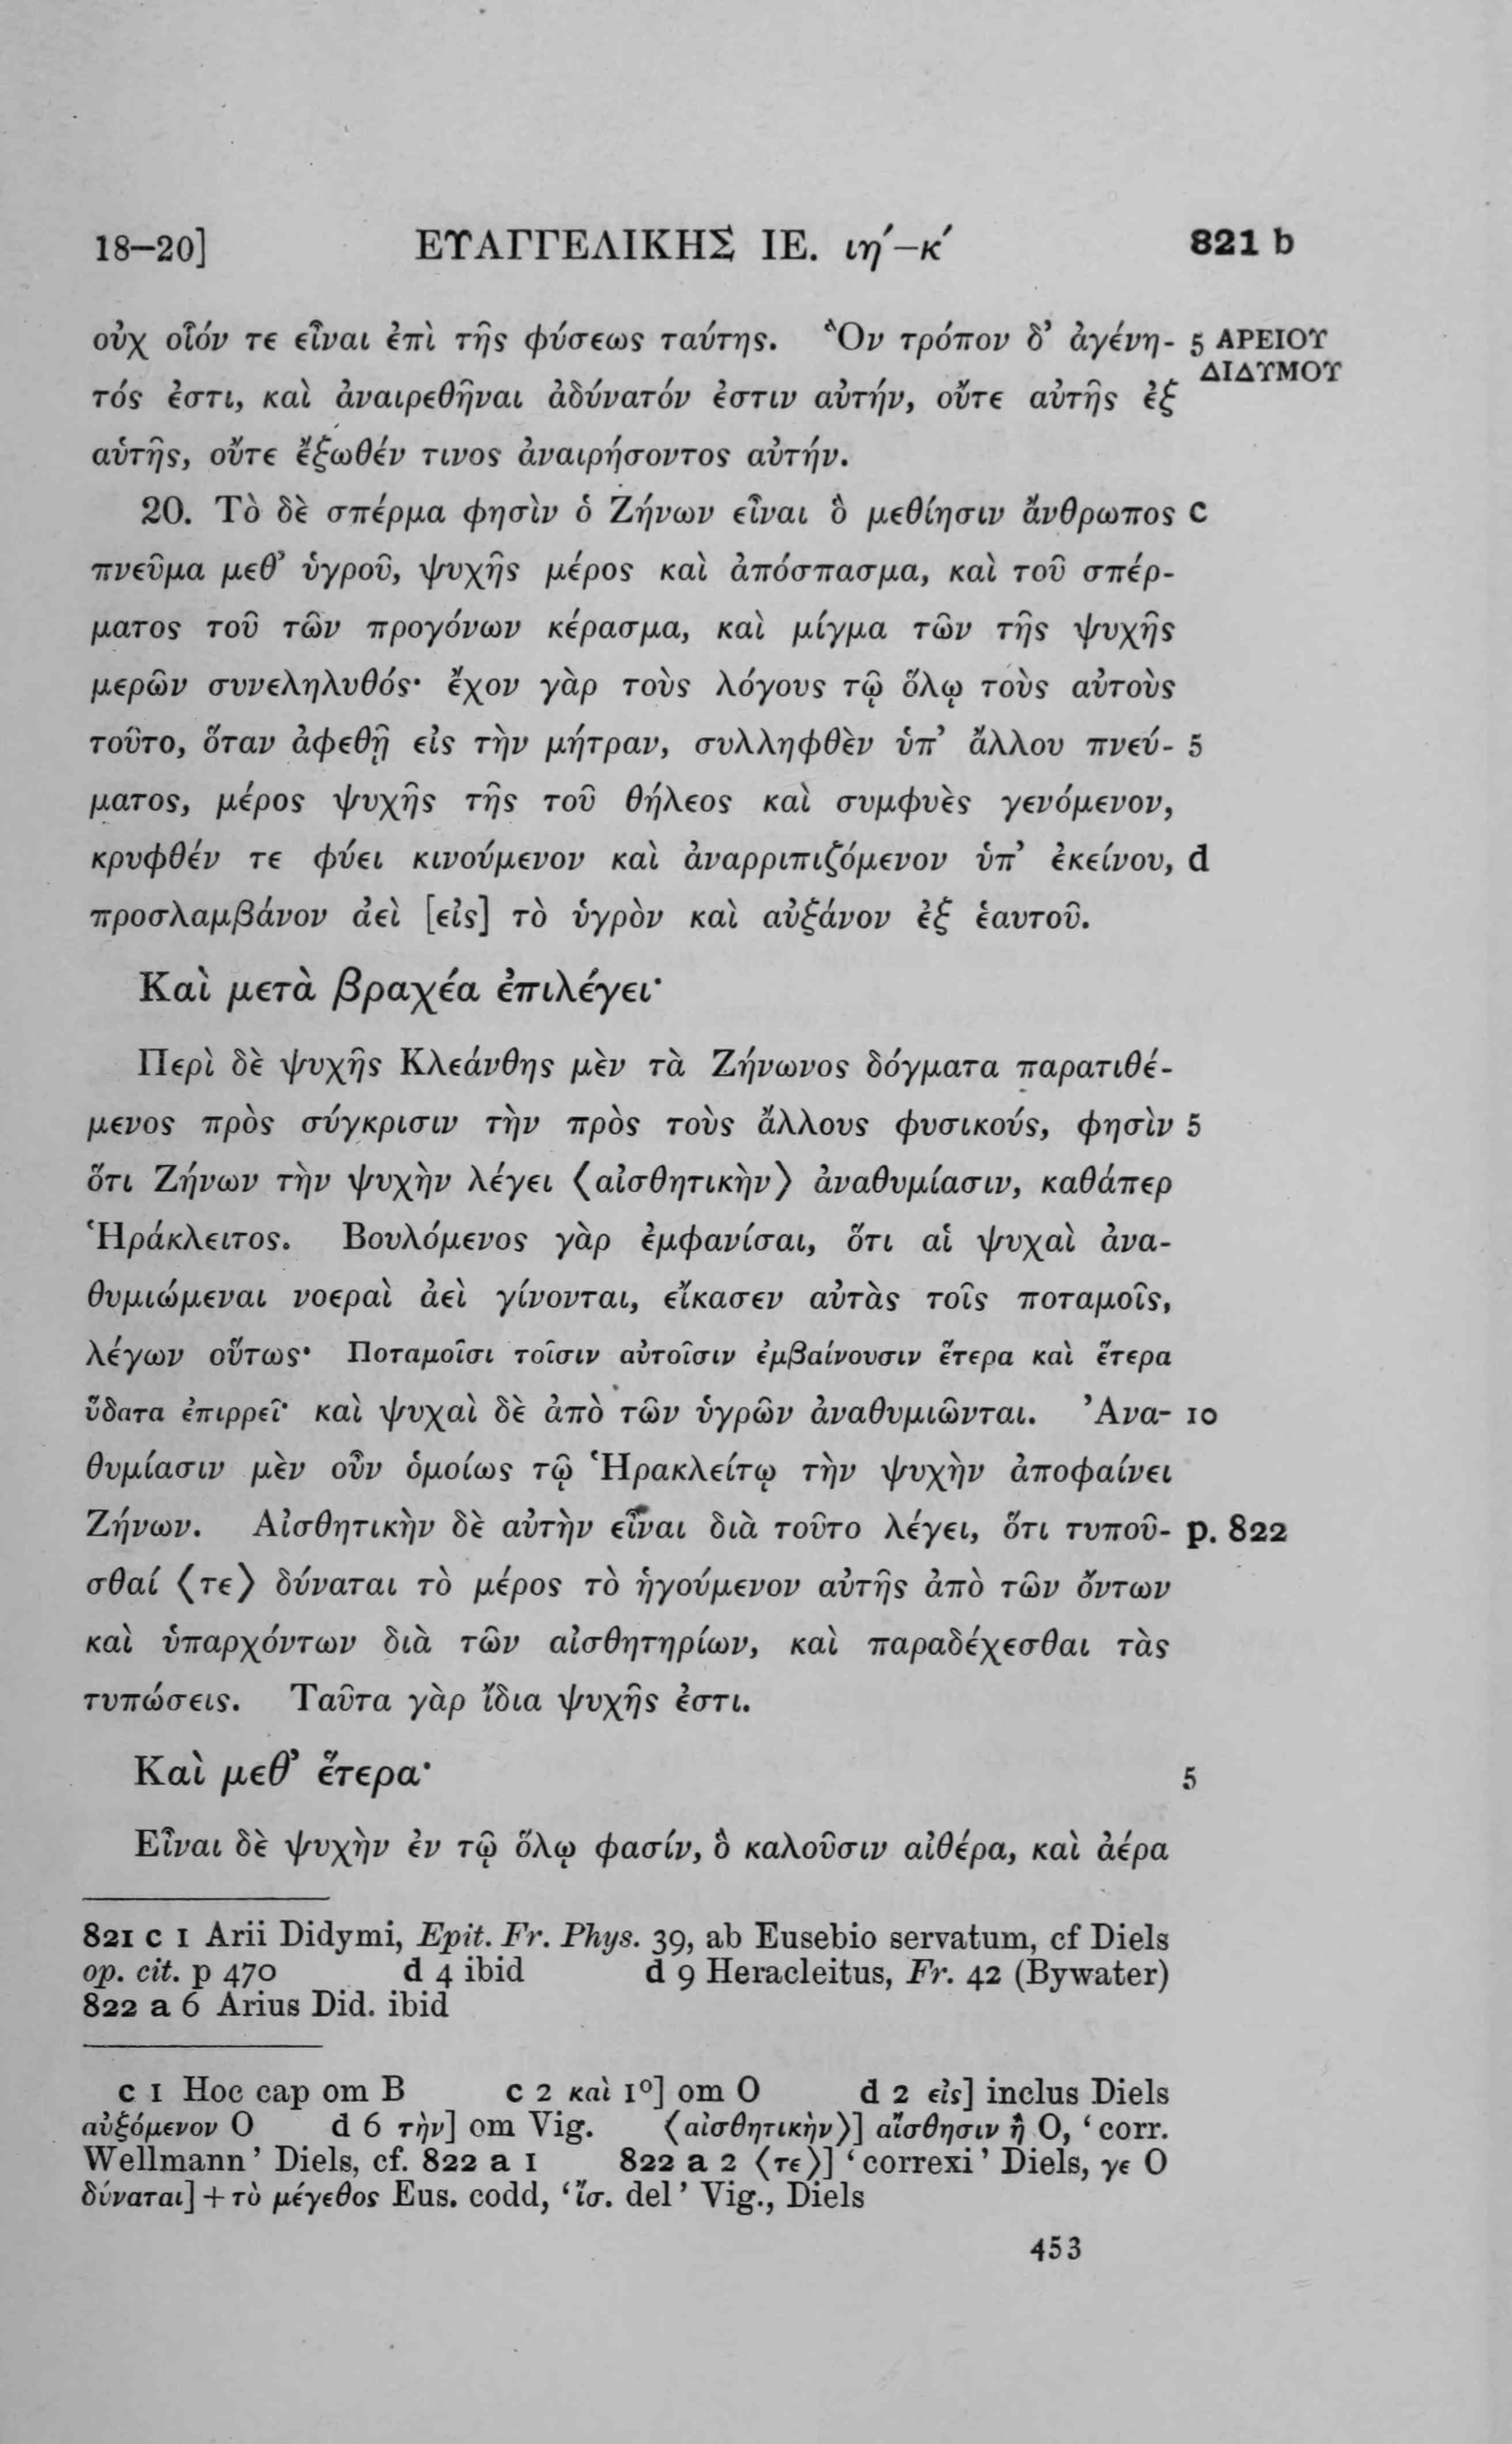 18–20] ΕΥΑΓΓΕΛΙΚΗΣ ΙΕ. ιη´–κ´ 821 b
οὐχ οἷόν τε εἶναι ἐπὶ τῆς φύσεως ταύτης. Ὃν τρόπον δ’ ἀγένη- 5 ΑΡΕΙΟΥ
ΔΙΔΥΜΟΥ
τός ἐστι, καὶ ἀναιρεθῆναι ἀδύνατόν ἐστιν αὐτήν, οὔτε αὐτῆς ἐξ
αὑτῆς, οὔτε ἔξωθέν τινος ἀναιρήσοντος αὐτήν.
20. Τὸ δὲ σπέρμα φησὶν ὁ Ζήνων εἶναι ὃ μεθίησιν ἄνθρωπος c
πνεῦμα μεθ’ ὑγροῦ, ψυχῆς μέρος καὶ ἀπόσπασμα, καὶ τοῦ σπέρ-
ματος τοῦ τῶν προγόνων κέρασμα, καὶ μίγμα τῶν τῆς ψυχῆς
μερῶν συνεληλυθός· ἔχον γὰρ τοὺς λόγους τῷ ὅλῳ τοὺς αὐτοὺς
τοῦτο, ὅταν ἀφεθῇ εἰς τὴν μήτραν, συλληφθὲν ὑπ’ ἄλλου πνεύ- 5
ματος, μέρος ψυχῆς τῆς τοῦ θήλεος καὶ συμφυὲς γενόμενον,
κρυφθέν τε φύει κινούμενον καὶ ἀναρριπιζόμενον ὑπ’ ἐκείνου, d
προσλαμβάνον ἀεὶ [εἰς] τὸ ὑγρὸν καὶ αὐξάνον ἐξ ἑαυτοῦ.
Καὶ μετὰ βραχέα ἐπιλέγει·
Περὶ δὲ ψυχῆς Κλεάνθης μὲν τὰ Ζήνωνος δόγματα παρατιθέ-
μενος πρὸς σύγκρισιν τὴν πρὸς τοὺς ἄλλους φυσικούς, φησὶν 5
ὅτι Ζήνων τὴν ψυχὴν λέγει ⟨αἰσθητικὴν⟩ ἀναθυμίασιν, καθάπερ
Ἡράκλειτος. Βουλόμενος γὰρ ἐμφανίσαι, ὅτι αἱ ψυχαὶ ἀνα-
θυμιώμεναι νοεραὶ ἀεὶ γίνονται, εἴκασεν αὐτὰς τοῖς ποταμοῖς,
λέγων οὕτως· Ποταμοῖσι τοῖσιν αὐτοῖσιν ἐμβαίνουσιν ἕτερα καὶ ἕτερα
ὕδατα ἐπιρρεῖ· καὶ ψυχαὶ δὲ ἀπὸ τῶν ὑγρῶν ἀναθυμιῶνται. Ἀνα- 10
θυμίασιν μὲν οὖν ὁμοίως τῷ Ἡρακλείτῳ τὴν ψυχὴν ἀποφαίνει
Ζήνων. Αἰσθητικὴν δὲ αὐτὴν εἶναι διὰ τοῦτο λέγει, ὅτι τυποῦ- p. 822
σθαί ⟨τε⟩ δύναται τὸ μέρος τὸ ἡγούμενον αὐτῆς ἀπὸ τῶν ὄντων
καὶ ὑπαρχόντων διὰ τῶν αἰσθητηρίων, καὶ παραδέχεσθαι τὰς
τυπώσεις. Ταῦτα γὰρ ἴδια ψυχῆς ἐστι.
Καὶ μεθ’ ἕτερα· 5
Εἶναι δὲ ψυχὴν ἐν τῷ ὅλῳ φασίν, ὃ καλοῦσιν αἰθέρα, καὶ ἀέρα
821 c 1 Arii Didymi, Epit. Fr. Phys. 39, ab Eusebio servatum, cf Diels
op. cit. p 470 d 4 ibid d 9 Heracleitus, Fr. 42 (Bywater)
822 a 6 Arius Did. ibid
c 1 Hoc cap om B c 2 καὶ 1º] om O d 2 εἰς] inclus Diels
αὐξόμενον O d 6 τὴν] om Vig. ⟨αἰσθητικὴν⟩] αἴσθησιν ἢ O, ‘corr.
Wellmann’ Diels, cf. 822 a 1 822 a 2 ⟨τε⟩] ‘correxi’ Diels, γε O
δύναται] + τὸ μέγεθος Eus. codd, ‘ἴσ. del’ Vig., Diels
453